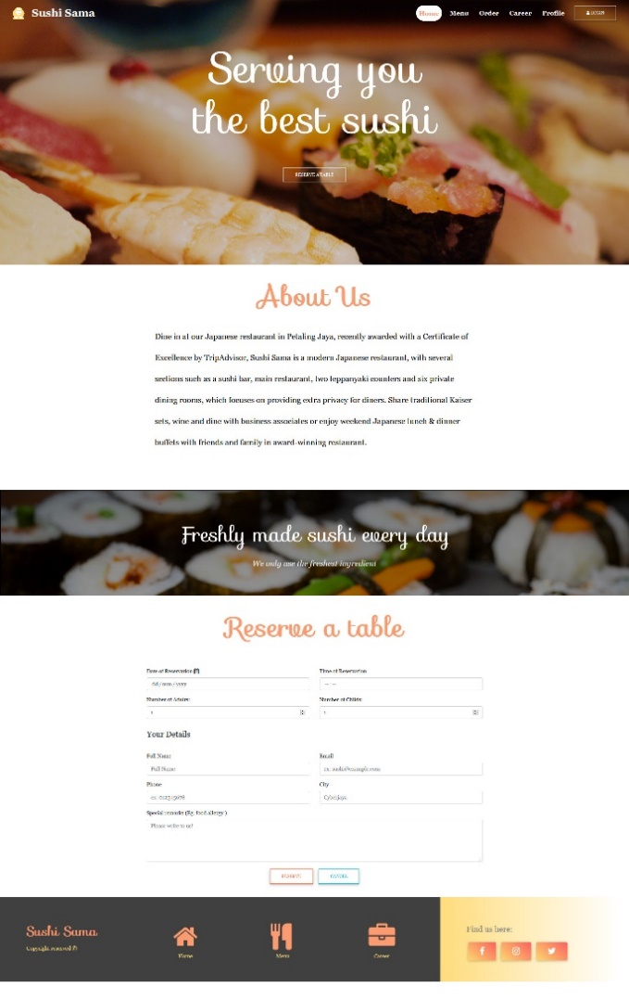 Sushi Sama
Home Menu Order Career Profile LOGIN
Serving you
the best sushi
RESERVE A TABLE
About Us
Dine in at our Japanese restaurant in Petaling Jaya, recently awarded with a Certificate of
Excellence by TripAdvisor, Sushi Sama is a modern Japanese restaurant, with several
sections such as a sushi bar, main restaurant, two teppanyaki counters and six private
dining rooms, which focuses on providing extra privacy for diners. Share traditional Kaiser
sets, wine and dine with business associates or enjoy weekend Japanese lunch & dinner
buffets with friends and family in award-winning restaurant.
Freshly made sushi every day
We only use the freshest ingredient
Reserve a table
Date of Reservation Time of Reservation
dd/mm/yyyy -- --
Number of Adults: Number of Childs:
Your Details
Full Name Email
Full Name ex. sushi@example.com
Phone City
ex. 012345678 Cyberjaya
Special remarks (Eg. food allergy )
Please write to us!
RESERVE CANCEL
Sushi Sama
Copyright reserved ©
Home Menu Career
Find us here: